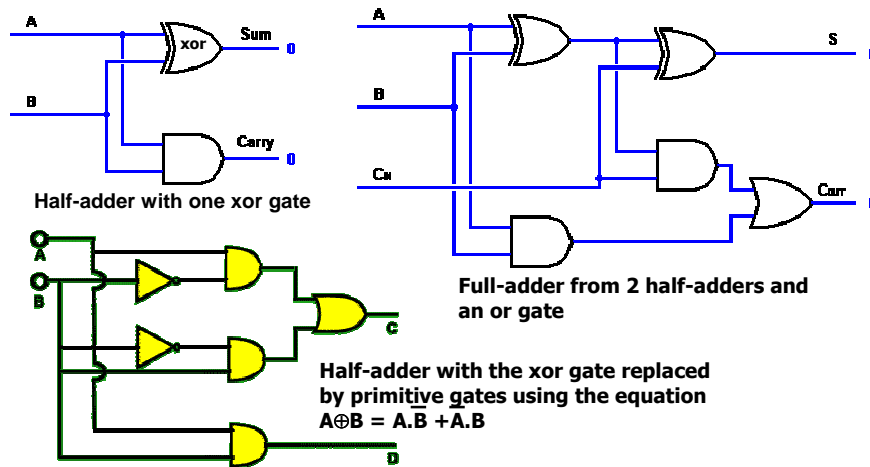 A
xor
Sum
0
B
Carry
0
Half-adder with one xor gate
A
S
B
CIN
COUT
Full-adder from 2 half-adders and
an or gate
A
B
C
D
Half-adder with the xor gate replaced
by primitive gates using the equation
A⊕B = A.B̅ +A̅.B